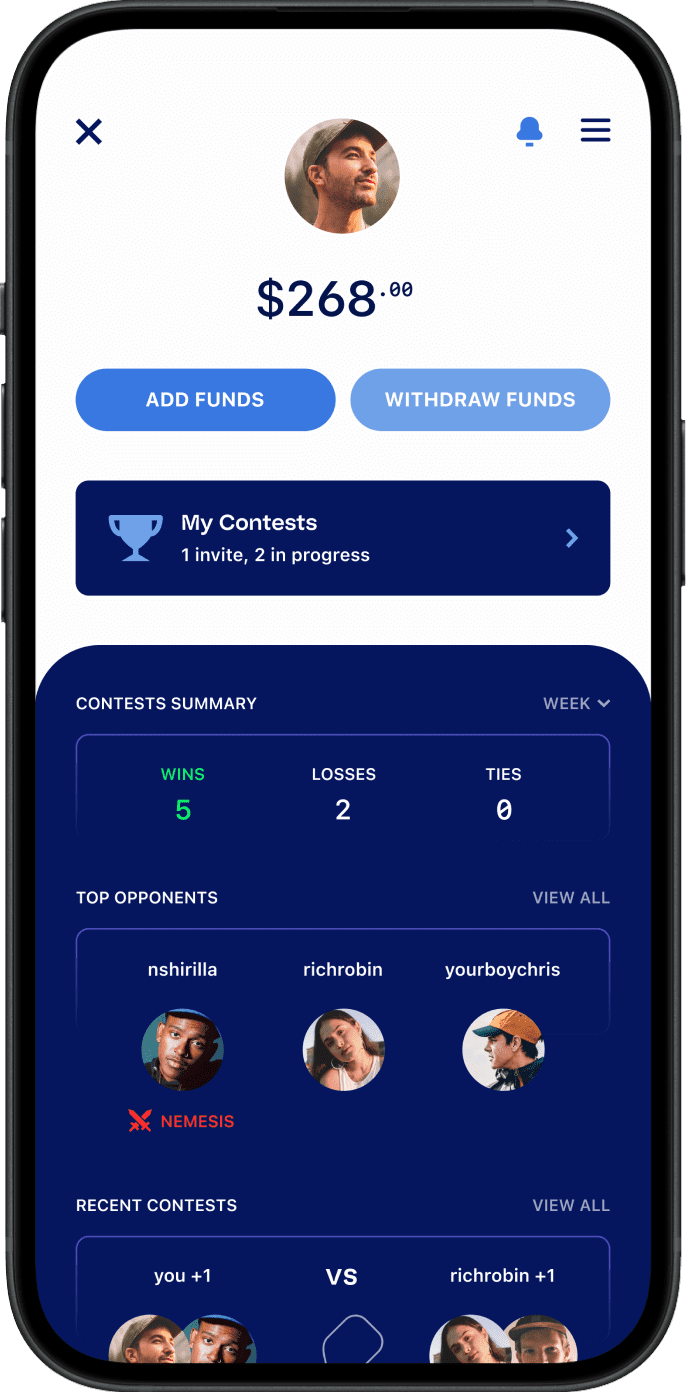 $268.00
ADD FUNDS WITHDRAW FUNDS
My Contests
1 invite, 2 in progress
CONTESTS SUMMARY WEEK
WINS LOSSES TIES
5 2 0
TOP OPPONENTS VIEW ALL
nshirilla richrobin yourboychris
NEMESIS
RECENT CONTESTS VIEW ALL
you +1 VS richrobin +1